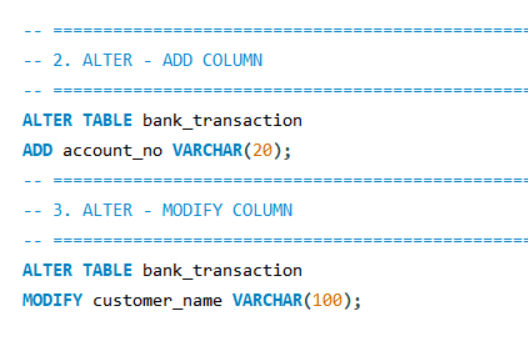 -- ================================================
-- 2. ALTER - ADD COLUMN
-- ================================================
ALTER TABLE bank_transaction
ADD account_no VARCHAR(20);
-- ================================================
-- 3. ALTER - MODIFY COLUMN
-- ================================================
ALTER TABLE bank_transaction
MODIFY customer_name VARCHAR(100);